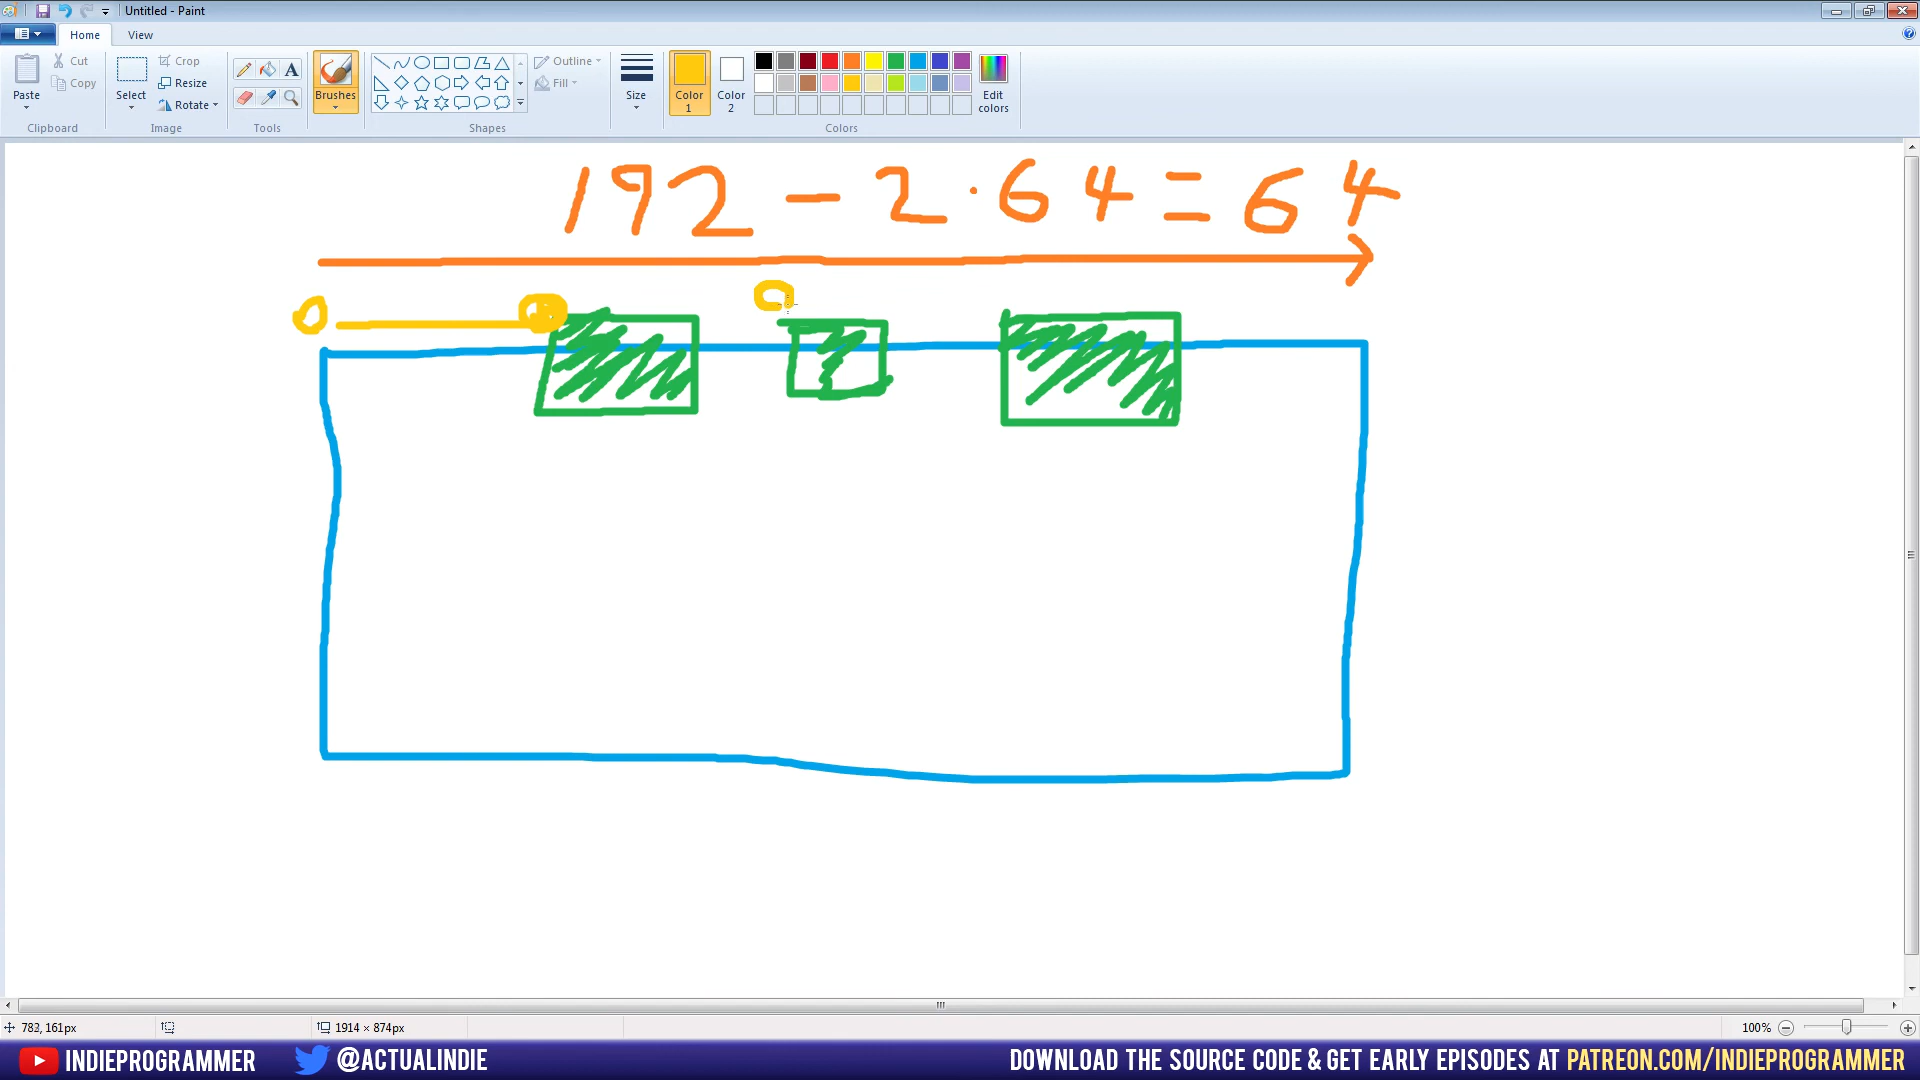 Untitled - Paint
Home View
Paste
Cut
Copy
Clipboard
Select
Crop
Resize
Rotate
Image
A
Tools
Brushes
Outline
Fill
Shapes
Size
Color 1
Color 2
Edit colors
Colors
192 - 2 · 64 = 64
0
0
783, 161px
1914 × 874px
100%
INDIEPROGRAMMER
@ACTUALINDIE
DOWNLOAD THE SOURCE CODE & GET EARLY EPISODES AT PATREON.COM/INDIEPROGRAMMER